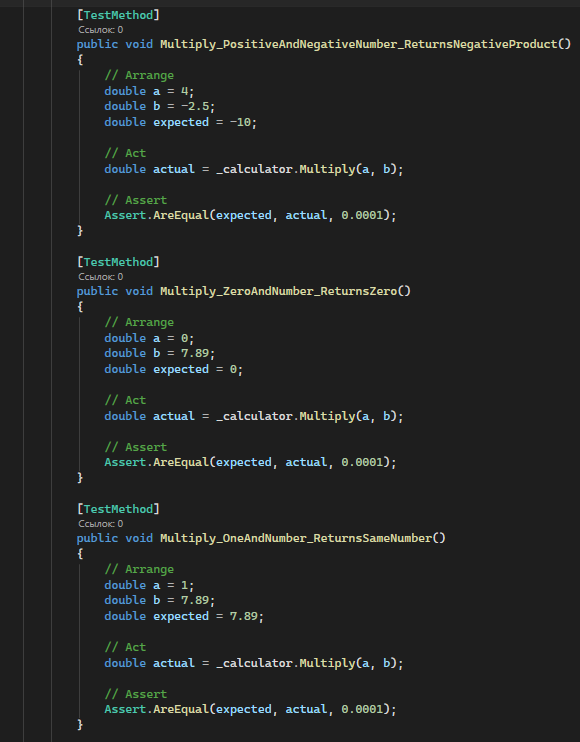 [TestMethod]
Ссылок: 0
public void Multiply_PositiveAndNegativeNumber_ReturnsNegativeProduct()
{
// Arrange
double a = 4;
double b = -2.5;
double expected = -10;
// Act
double actual = _calculator.Multiply(a, b);
// Assert
Assert.AreEqual(expected, actual, 0.0001);
}
[TestMethod]
Ссылок: 0
public void Multiply_ZeroAndNumber_ReturnsZero()
{
// Arrange
double a = 0;
double b = 7.89;
double expected = 0;
// Act
double actual = _calculator.Multiply(a, b);
// Assert
Assert.AreEqual(expected, actual, 0.0001);
}
[TestMethod]
Ссылок: 0
public void Multiply_OneAndNumber_ReturnsSameNumber()
{
// Arrange
double a = 1;
double b = 7.89;
double expected = 7.89;
// Act
double actual = _calculator.Multiply(a, b);
// Assert
Assert.AreEqual(expected, actual, 0.0001);
}